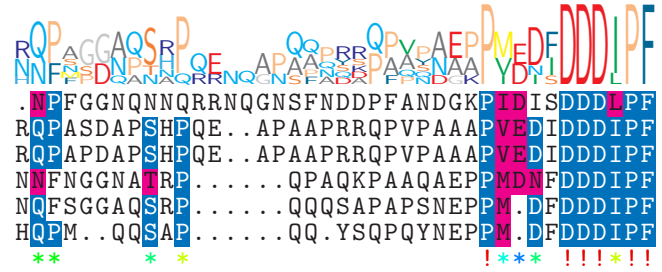 .NPFGGNQNNQRRNQGNSFNDDPFANDGKPIDISDDDLPF
RQPASDAPSHPQE..APAAPRRQPVPAAAPVEDIDDDIPF
RQPAPDAPSHPQE..APAAPRRQPVPAAAPVEDIDDDIPF
NNFNGGNATRP......QPAQKPAAQAEPPMDNFDDDIPF
NQFSGGAQSRP......QQQSAPAPSNEPPM.DFDDDIPF
HQPM..QQSAP......QQ.YSQPQYNEPPM.DFDDDIPF
** * * !*** !!!*!!